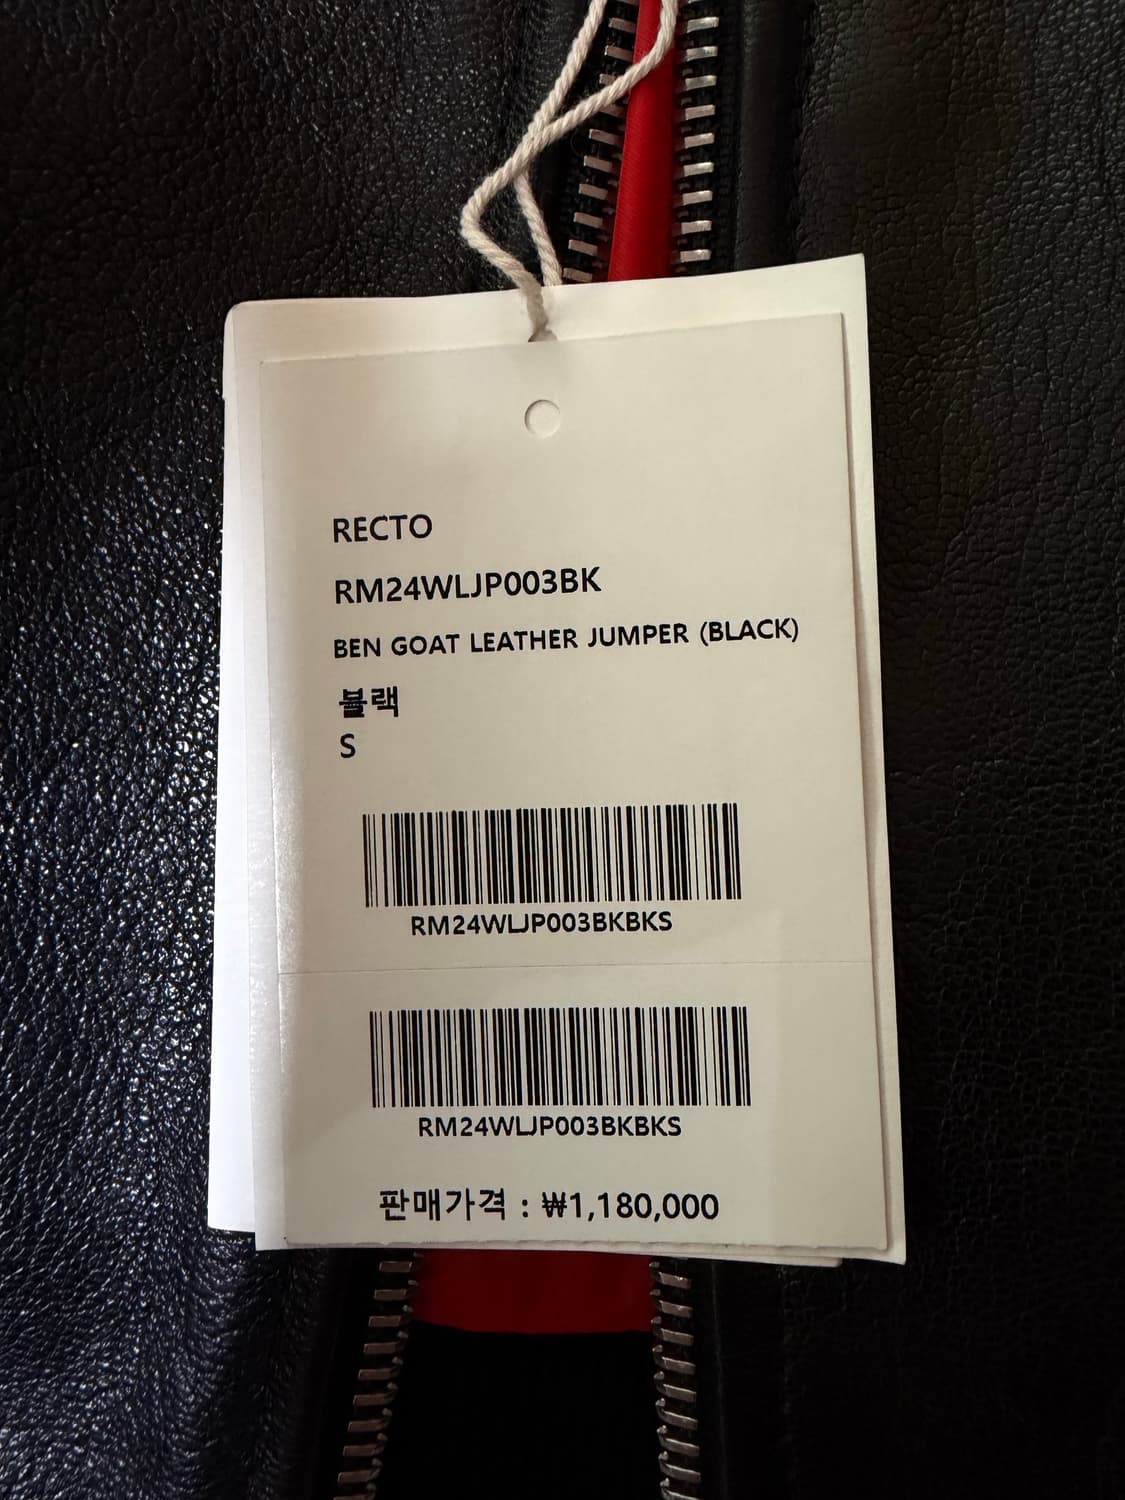 RECTO
RM24WLJP003BK
BEN GOAT LEATHER JUMPER (BLACK)
블랙
S
RM24WLJP003BKBKS
RM24WLJP003BKBKS
판매가격 : ₩1,180,000